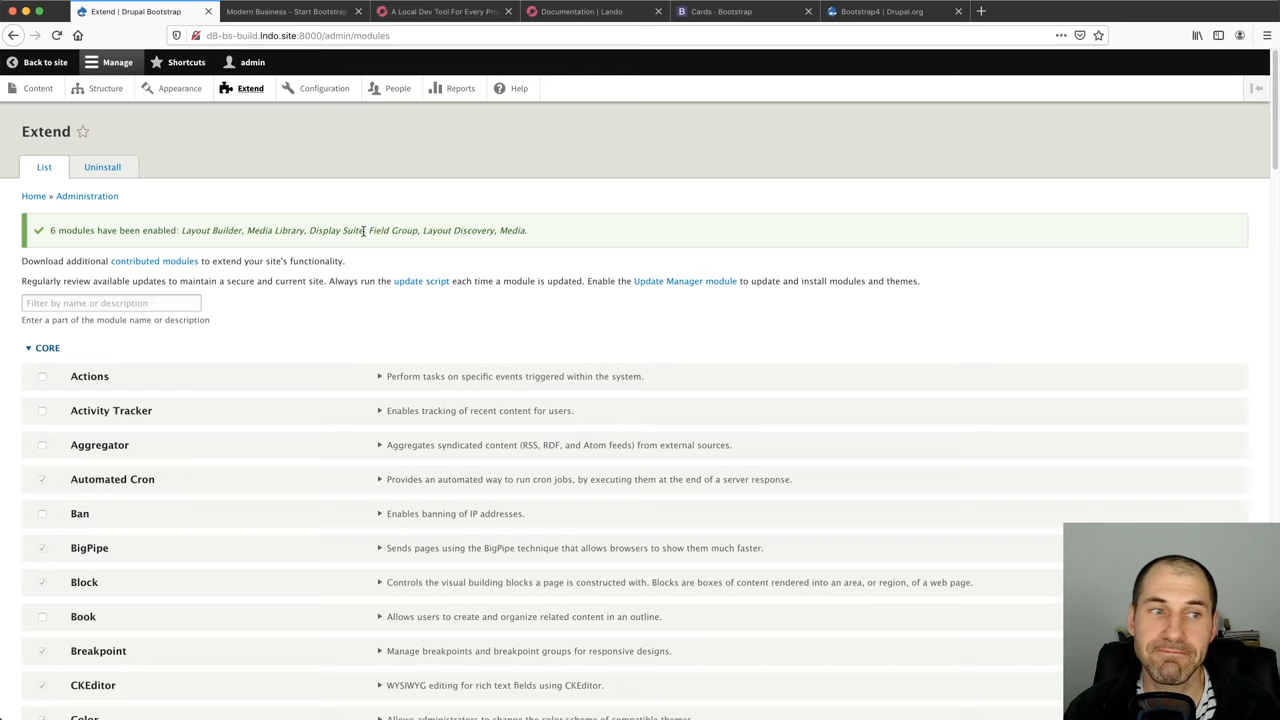 Extend | Drupal Bootstrap
Modern Business - Start Bootstrap
A Local Dev Tool For Every Pro
Documentation | Lando
Cards · Bootstrap
Bootstrap4 | Drupal.org
d8-bs-build.lndo.site:8000/admin/modules
Back to site
Manage
Shortcuts
admin
Content
Structure
Appearance
Extend
Configuration
People
Reports
Help
Extend
List
Uninstall
Home » Administration
6 modules have been enabled: Layout Builder, Media Library, Display Suite, Field Group, Layout Discovery, Media.
Download additional contributed modules to extend your site's functionality.
Regularly review available updates to maintain a secure and current site. Always run the update script each time a module is updated. Enable the Update Manager module to update and install modules and themes.
Filter by name or description
Enter a part of the module name or description
CORE
Actions
Perform tasks on specific events triggered within the system.
Activity Tracker
Enables tracking of recent content for users.
Aggregator
Aggregates syndicated content (RSS, RDF, and Atom feeds) from external sources.
Automated Cron
Provides an automated way to run cron jobs, by executing them at the end of a server response.
Ban
Enables banning of IP addresses.
BigPipe
Sends pages using the BigPipe technique that allows browsers to show them much faster.
Block
Controls the visual building blocks a page is constructed with. Blocks are boxes of content rendered into an area, or region, of a web page.
Book
Allows users to create and organize related content in an outline.
Breakpoint
Manage breakpoints and breakpoint groups for responsive designs.
CKEditor
WYSIWYG editing for rich text fields using CKEditor.
Color
Allows administrators to change the color scheme of compatible themes.